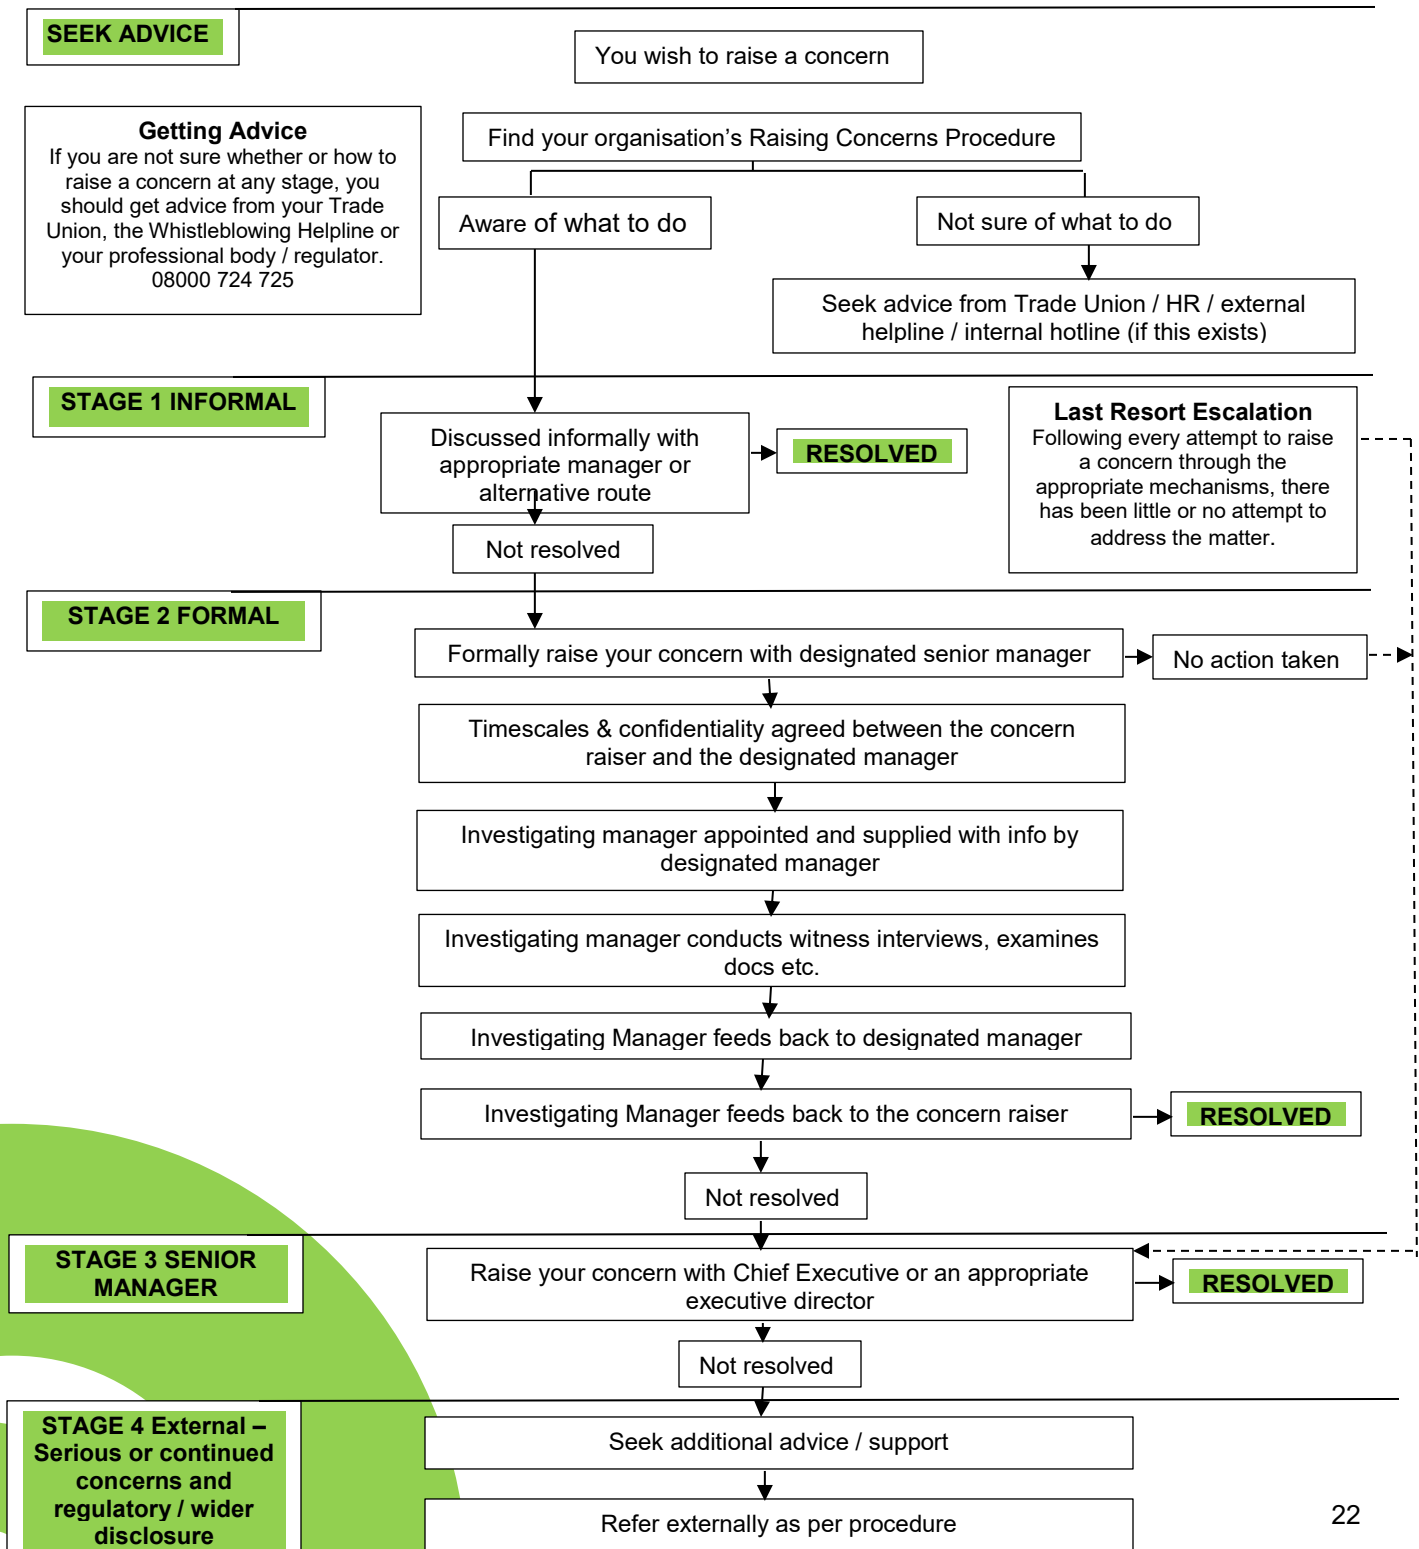 SEEK ADVICE
You wish to raise a concern
Getting Advice
If you are not sure whether or how to
raise a concern at any stage, you
should get advice from your Trade
Union, the Whistleblowing Helpline or
your professional body / regulator.
08000 724 725
Find your organisation's Raising Concerns Procedure
Aware of what to do
Not sure of what to do
Seek advice from Trade Union / HR / external
helpline / internal hotline (if this exists)
STAGE 1 INFORMAL
Discussed informally with
appropriate manager or
alternative route
RESOLVED
Last Resort Escalation
Following every attempt to raise
a concern through the
appropriate mechanisms, there
has been little or no attempt to
address the matter.
Not resolved
STAGE 2 FORMAL
Formally raise your concern with designated senior manager
No action taken
Timescales & confidentiality agreed between the concern
raiser and the designated manager
Investigating manager appointed and supplied with info by
designated manager
Investigating manager conducts witness interviews, examines
docs etc.
Investigating Manager feeds back to designated manager
Investigating Manager feeds back to the concern raiser
RESOLVED
Not resolved
STAGE 3 SENIOR
MANAGER
Raise your concern with Chief Executive or an appropriate
executive director
RESOLVED
Not resolved
STAGE 4 External –
Serious or continued
concerns and
regulatory / wider
disclosure
Seek additional advice / support
Refer externally as per procedure
22